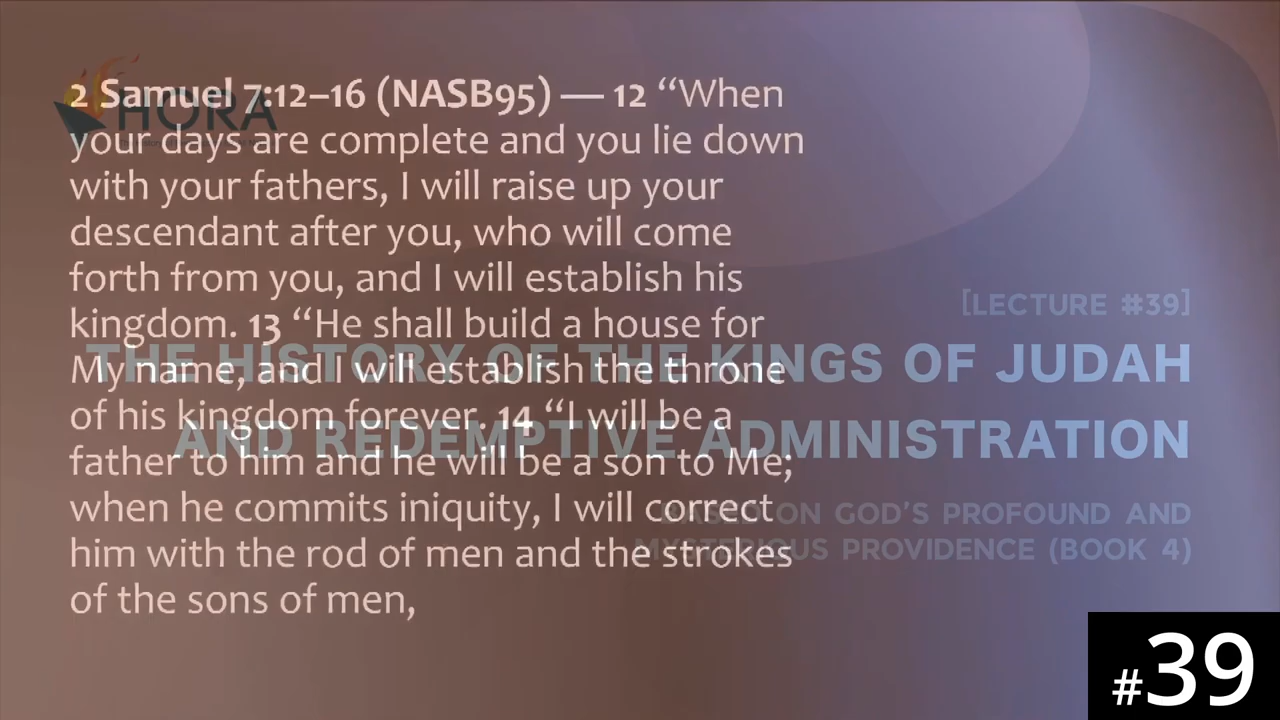 HORA
2 Samuel 7:12–16 (NASB95) — 12 “When
your days are complete and you lie down
with your fathers, I will raise up your
descendant after you, who will come
forth from you, and I will establish his
kingdom. 13 “He shall build a house for
My name, and I will establish the throne
of his kingdom forever. 14 “I will be a
father to him and he will be a son to Me;
when he commits iniquity, I will correct
him with the rod of men and the strokes
of the sons of men,
[LECTURE #39]
THE HISTORY OF THE KINGS OF JUDAH
AND REDEMPTIVE ADMINISTRATION
BASED ON GOD’S PROFOUND AND
MYSTERIOUS PROVIDENCE (BOOK 4)
#39